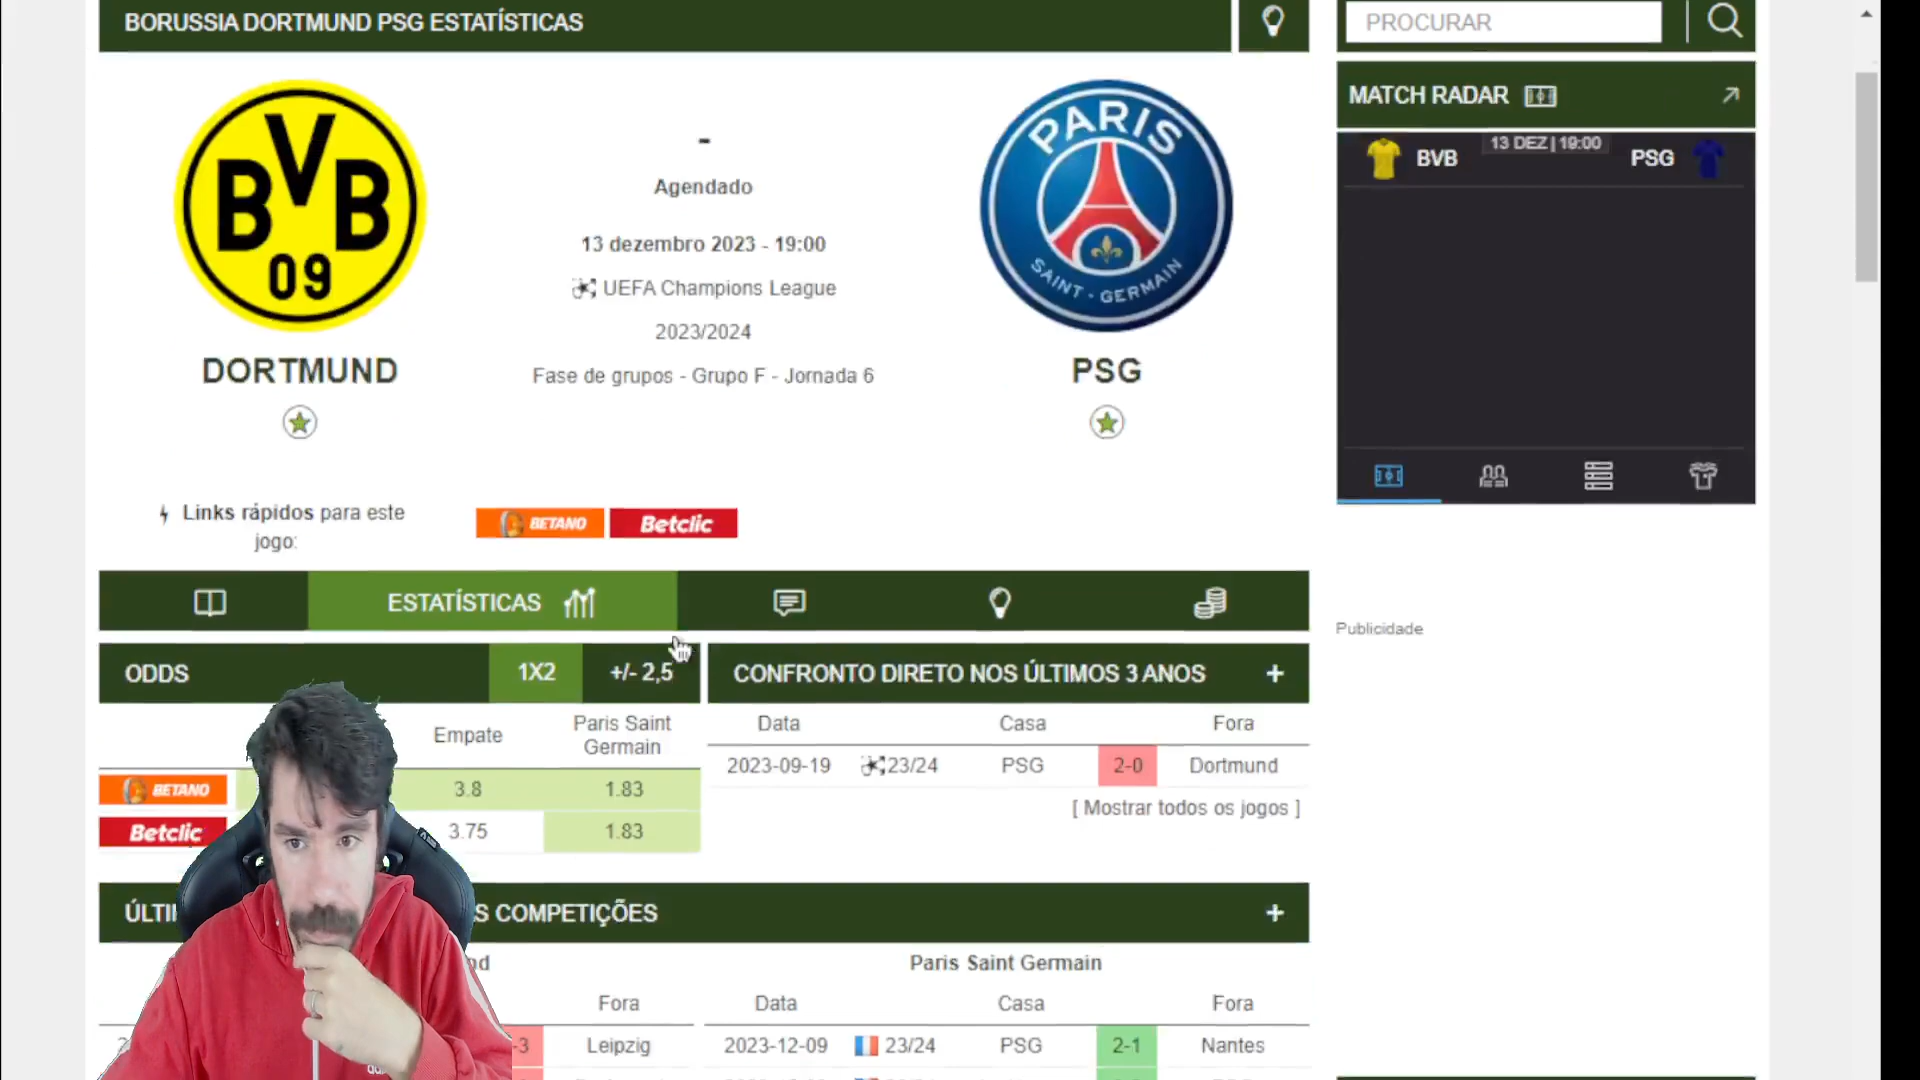 BORUSSIA DORTMUND PSG ESTATÍSTICAS
PROCURAR
MATCH RADAR
BVB
13 DEZ | 19:00
PSG
BVB
09
PARIS
SAINT-GERMAIN
-
Agendado
13 dezembro 2023 - 19:00
UEFA Champions League
2023/2024
Fase de grupos - Grupo F - Jornada 6
DORTMUND
PSG
Links rápidos para este
jogo:
BETANO
Betclic
ESTATÍSTICAS
Publicidade
ODDS
1X2
+/- 2,5
Empate
Paris Saint
Germain
BETANO
3.8
1.83
Betclic
3.75
1.83
CONFRONTO DIRETO NOS ÚLTIMOS 3 ANOS +
Data
Casa
Fora
2023-09-19
23/24
PSG
2-0
Dortmund
[ Mostrar todos os jogos ]
COMPETIÇÕES +
Paris Saint Germain
Fora
Data
Casa
Fora
-3
Leipzig
2023-12-09
23/24
PSG
2-1
Nantes